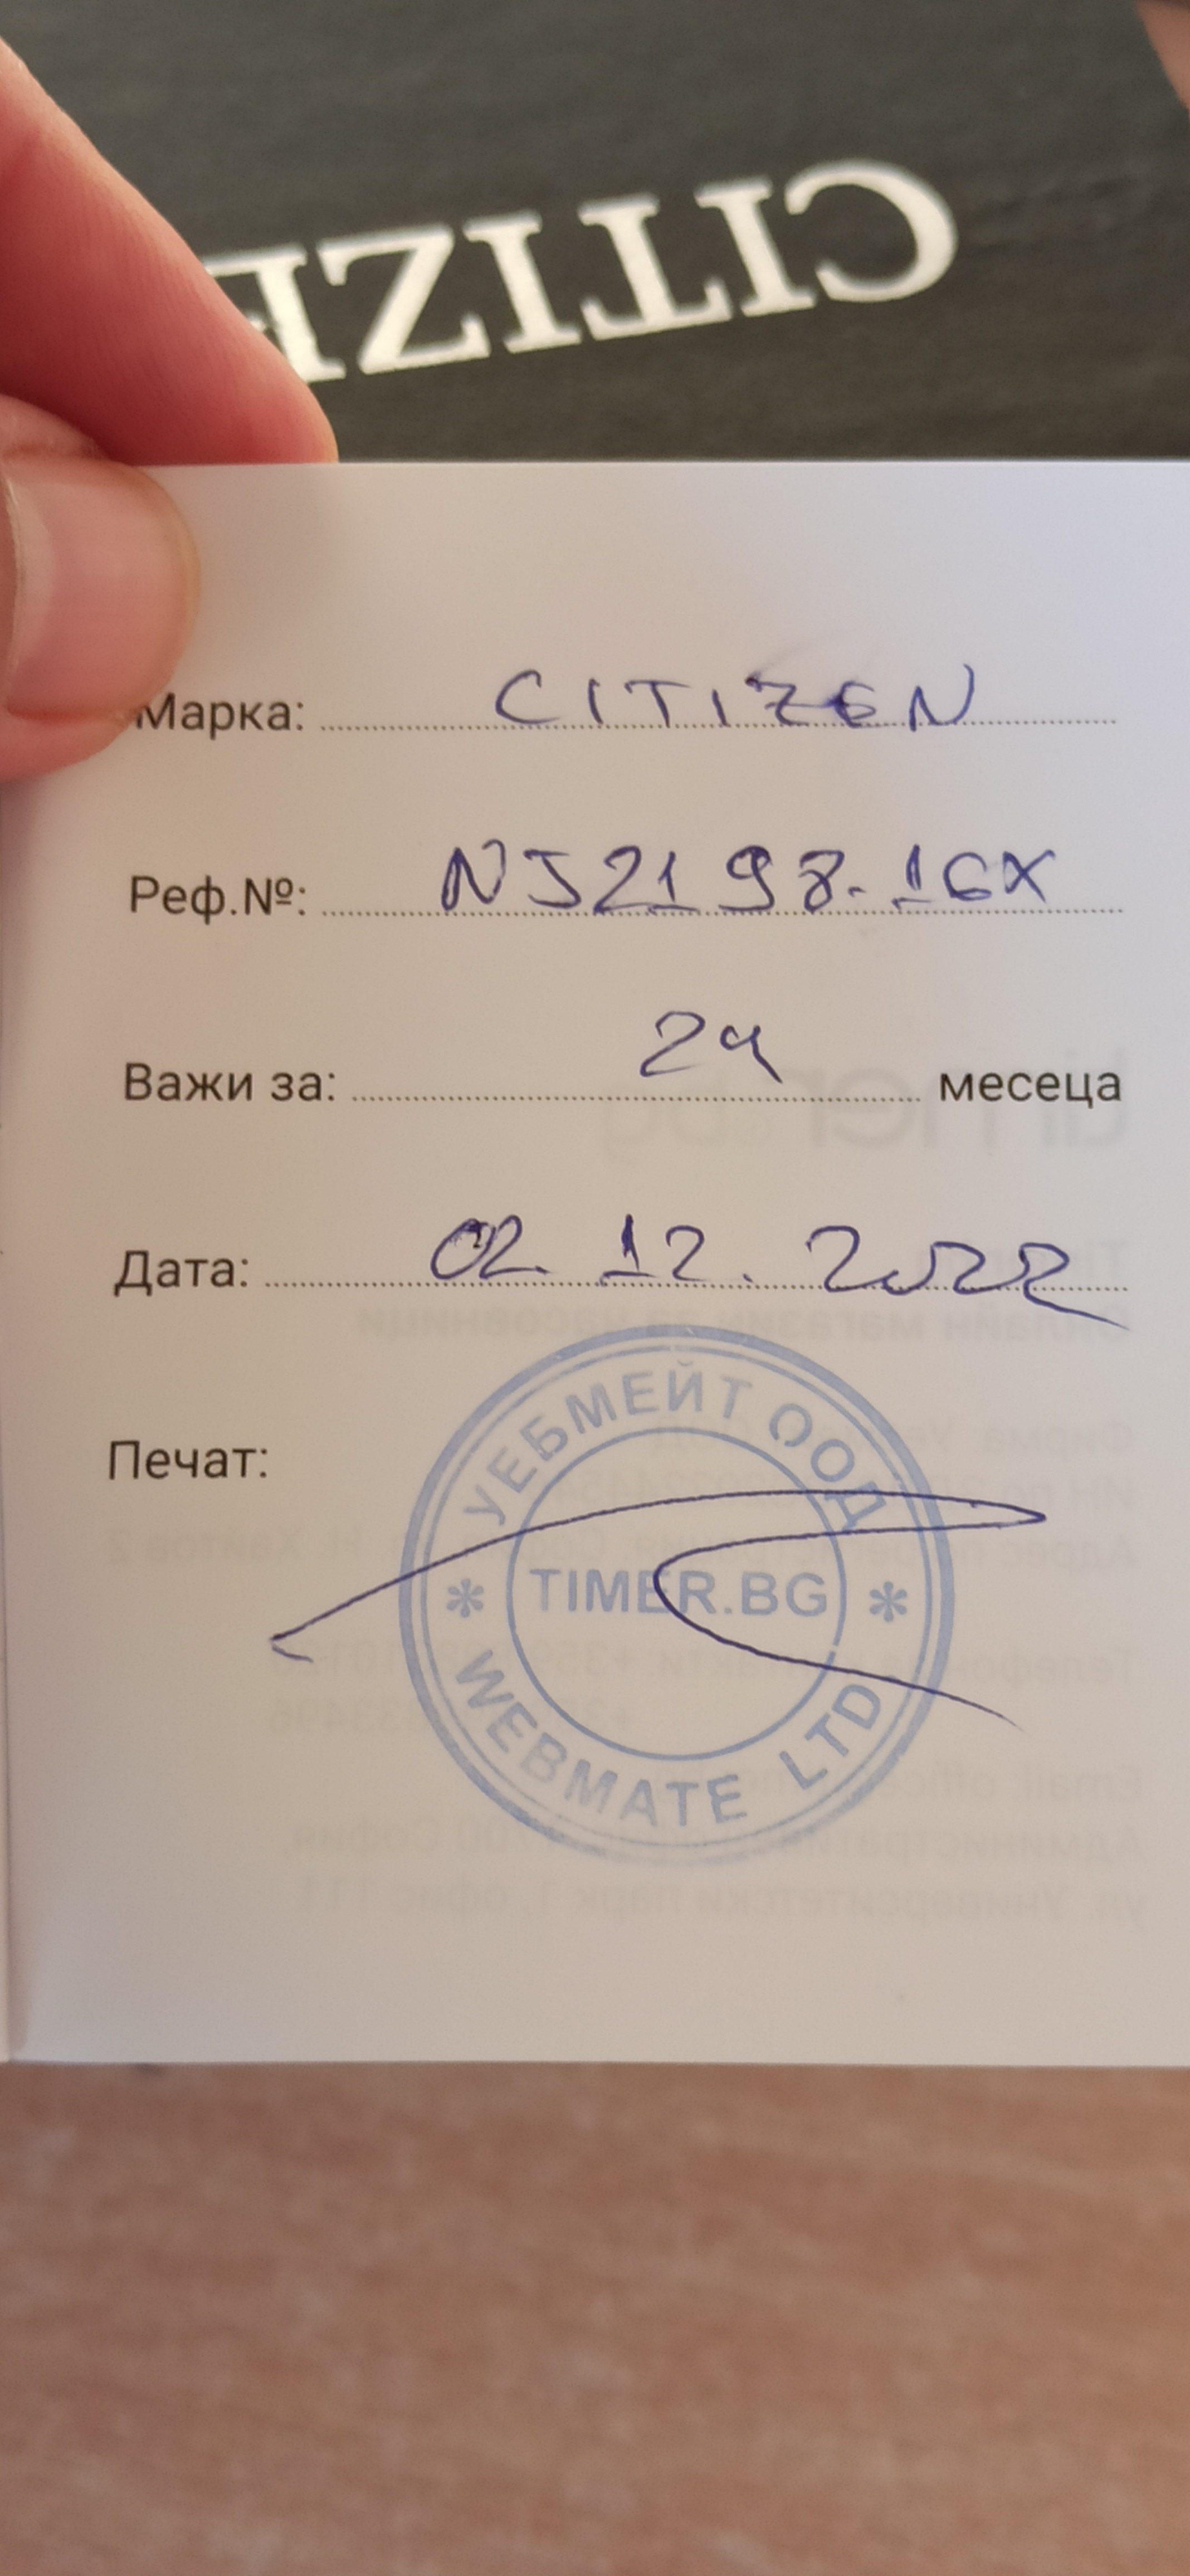 CITIZE
Марка: CITIZEN
Реф.№: NJ2198-16X
Важи за: 24 месеца
Дата: 02.12.2022
Печат:
УЕБМЕЙТ ООД
* TIMER.BG *
WEBMATE LTD